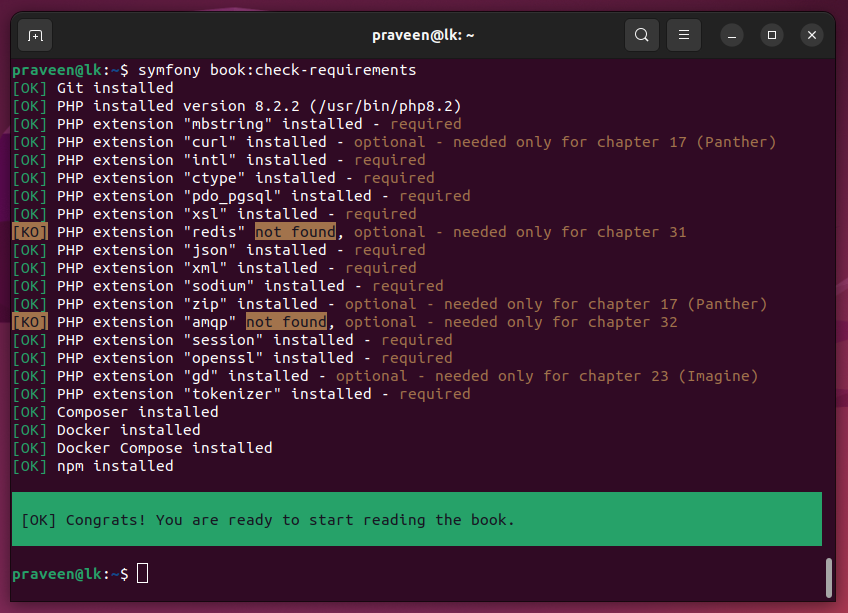 praveen@lk: ~
praveen@lk:~$ symfony book:check-requirements
[OK] Git installed
[OK] PHP installed version 8.2.2 (/usr/bin/php8.2)
[OK] PHP extension "mbstring" installed - required
[OK] PHP extension "curl" installed - optional - needed only for chapter 17 (Panther)
[OK] PHP extension "intl" installed - required
[OK] PHP extension "ctype" installed - required
[OK] PHP extension "pdo_pgsql" installed - required
[OK] PHP extension "xsl" installed - required
[KO] PHP extension "redis" not found, optional - needed only for chapter 31
[OK] PHP extension "json" installed - required
[OK] PHP extension "xml" installed - required
[OK] PHP extension "sodium" installed - required
[OK] PHP extension "zip" installed - optional - needed only for chapter 17 (Panther)
[KO] PHP extension "amqp" not found, optional - needed only for chapter 32
[OK] PHP extension "session" installed - required
[OK] PHP extension "openssl" installed - required
[OK] PHP extension "gd" installed - optional - needed only for chapter 23 (Imagine)
[OK] PHP extension "tokenizer" installed - required
[OK] Composer installed
[OK] Docker installed
[OK] Docker Compose installed
[OK] npm installed
[OK] Congrats! You are ready to start reading the book.
praveen@lk:~$